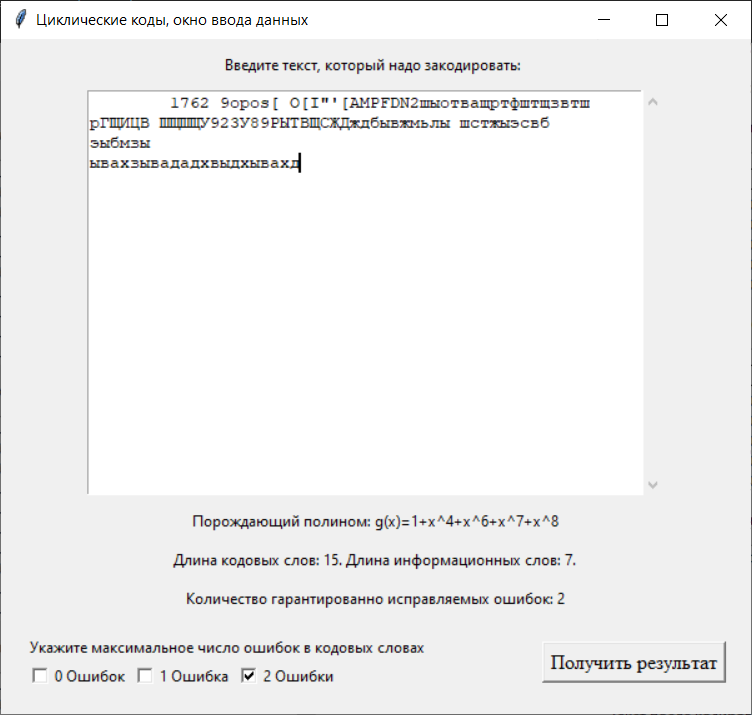 Циклические коды, окно ввода данных
Введите текст, который надо закодировать:
1762 9opos[ O[I"'[AMPFDN2шыотващртфштщзвтш
рГЩИЦВ ШЩШЩУ923У89РЫТВЩСЖДждбывжмьлы шстжыэсвб
эыбмзы
ывахзывададхвыдхывахд
Порождающий полином: g(x)=1+x^4+x^6+x^7+x^8
Длина кодовых слов: 15. Длина информационных слов: 7.
Количество гарантированно исправляемых ошибок: 2
Укажите максимальное число ошибок в кодовых словах
0 Ошибок 1 Ошибка 2 Ошибки
Получить результат